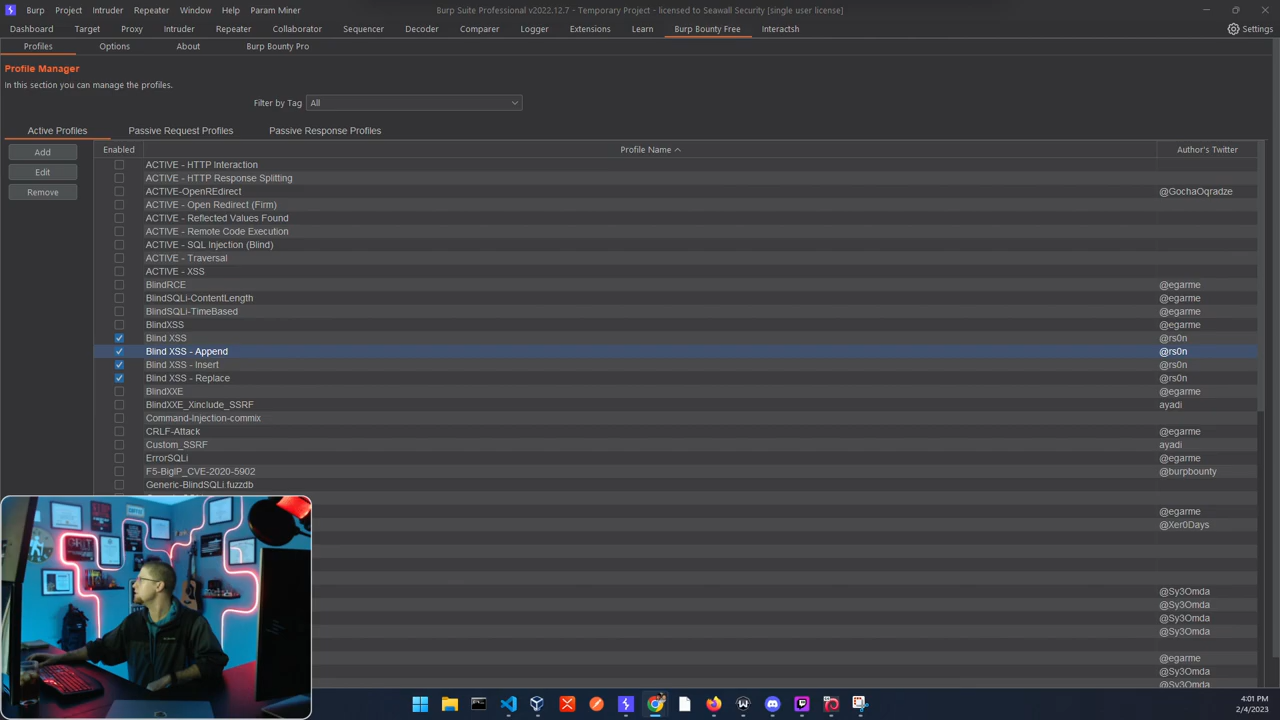 Burp Project Intruder Repeater Window Help Param Miner Burp Suite Professional v2022.12.7 - Temporary Project - licensed to Seawall Security [single user license]
Dashboard Target Proxy Intruder Repeater Collaborator Sequencer Decoder Comparer Logger Extensions Learn Burp Bounty Free Interactsh Settings
Profiles Options About Burp Bounty Pro
Profile Manager
In this section you can manage the profiles.
Filter by Tag All
Active Profiles Passive Request Profiles Passive Response Profiles
Add Edit Remove
Enabled Profile Name Author's Twitter
ACTIVE - HTTP Interaction
ACTIVE - HTTP Response Splitting
ACTIVE-OpenREdirect @GochaOqradze
ACTIVE - Open Redirect (Firm)
ACTIVE - Reflected Values Found
ACTIVE - Remote Code Execution
ACTIVE - SQL Injection (Blind)
ACTIVE - Traversal
ACTIVE - XSS
BlindRCE @egarme
BlindSQLi-ContentLength @egarme
BlindSQLi-TimeBased @egarme
BlindXSS @egarme
Blind XSS @rs0n
Blind XSS - Append @rs0n
Blind XSS - Insert @rs0n
Blind XSS - Replace @rs0n
BlindXXE @egarme
BlindXXE_Xinclude_SSRF ayadi
Command-Injection-commix
CRLF-Attack @egarme
Custom_SSRF ayadi
ErrorSQLi @egarme
F5-BigIP_CVE-2020-5902 @burpbounty
Generic-BlindSQLi fuzzdb
@egarme
@Xer0Days
@Sy3Omda
@Sy3Omda
@Sy3Omda
@Sy3Omda
@egarme
@Sy3Omda
@Sy3Omda
4:01 PM
2/4/2023